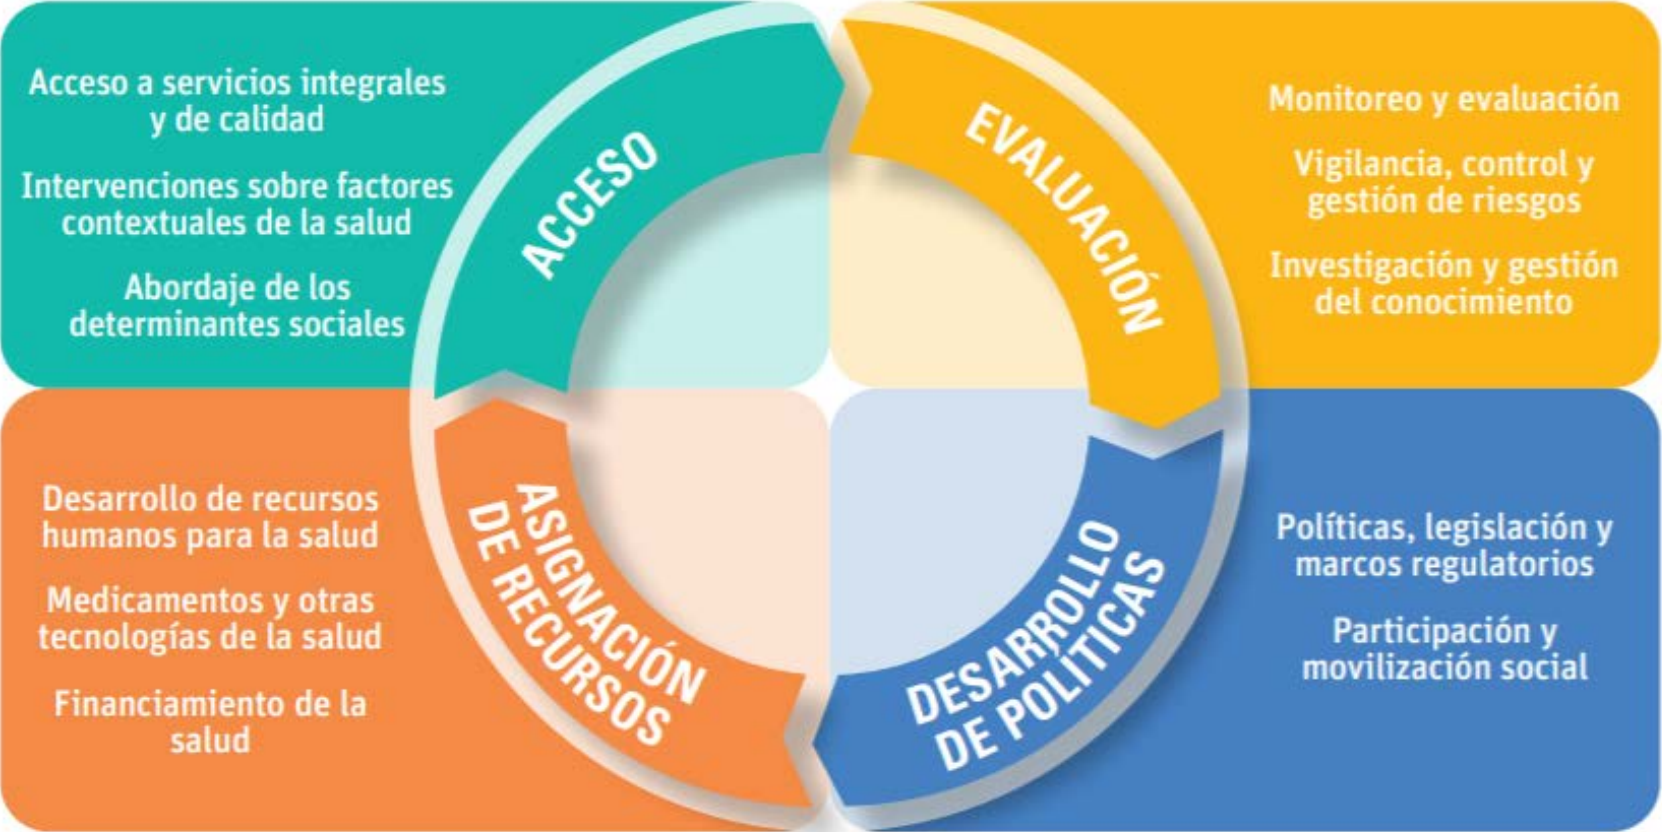 Acceso a servicios integrales
y de calidad
Intervenciones sobre factores
contextuales de la salud
Abordaje de los
determinantes sociales
ACCESO
EVALUACIÓN
Monitoreo y evaluación
Vigilancia, control y
gestión de riesgos
Investigación y gestión
del conocimiento
Desarrollo de recursos
humanos para la salud
Medicamentos y otras
tecnologías de la salud
Financiamiento de la
salud
ASIGNACIÓN
DE RECURSOS
DESARROLLO
DE POLÍTICAS
Políticas, legislación y
marcos regulatorios
Participación y
movilización social